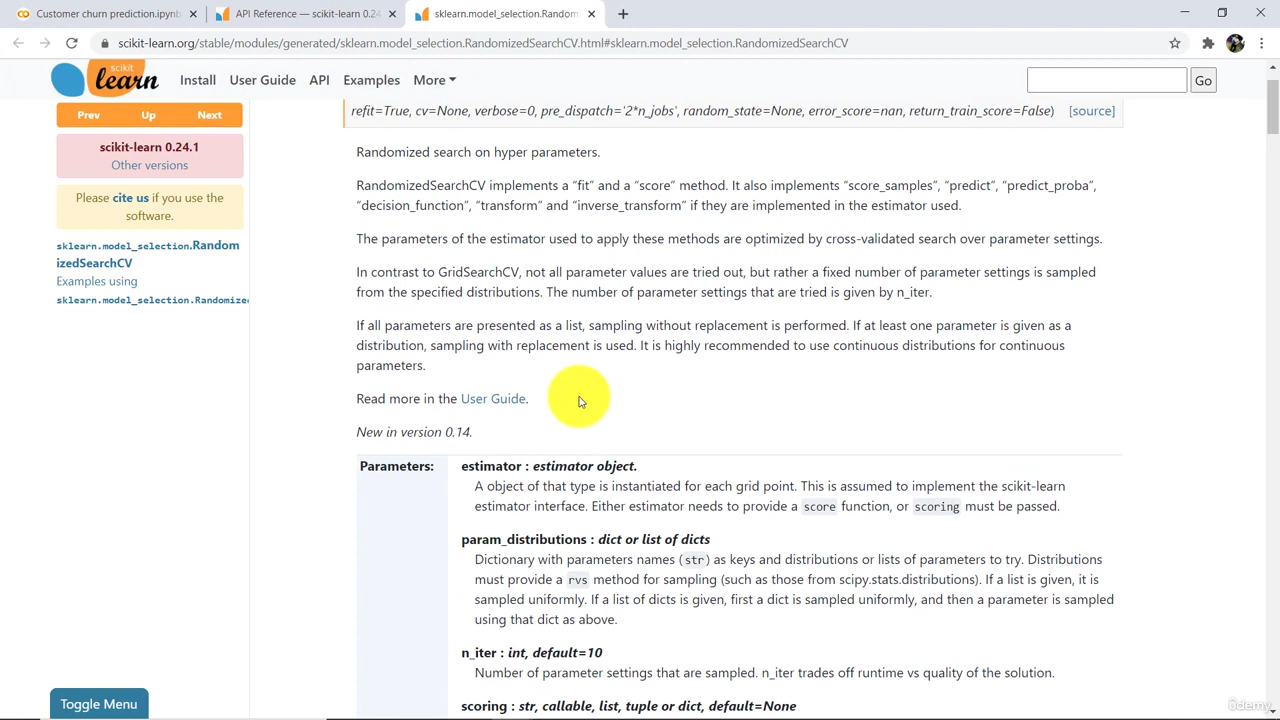 Customer churn prediction.ipynb
API Reference — scikit-learn 0.24
sklearn.model_selection.Random
scikit-learn.org/stable/modules/generated/sklearn.model_selection.RandomizedSearchCV.html#sklearn.model_selection.RandomizedSearchCV
scikit
learn
Install User Guide API Examples More
Go
Prev Up Next
scikit-learn 0.24.1
Other versions
Please cite us if you use the
software.
sklearn.model_selection.Random
izedSearchCV
Examples using
sklearn.model_selection.Randomize
Toggle Menu
refit=True, cv=None, verbose=0, pre_dispatch='2*n_jobs', random_state=None, error_score=nan, return_train_score=False) [source]
Randomized search on hyper parameters.
RandomizedSearchCV implements a “fit” and a “score” method. It also implements “score_samples”, “predict”, “predict_proba”,
“decision_function”, “transform” and “inverse_transform” if they are implemented in the estimator used.
The parameters of the estimator used to apply these methods are optimized by cross-validated search over parameter settings.
In contrast to GridSearchCV, not all parameter values are tried out, but rather a fixed number of parameter settings is sampled
from the specified distributions. The number of parameter settings that are tried is given by n_iter.
If all parameters are presented as a list, sampling without replacement is performed. If at least one parameter is given as a
distribution, sampling with replacement is used. It is highly recommended to use continuous distributions for continuous
parameters.
Read more in the User Guide.
New in version 0.14.
Parameters:
estimator : estimator object.
A object of that type is instantiated for each grid point. This is assumed to implement the scikit-learn
estimator interface. Either estimator needs to provide a score function, or scoring must be passed.
param_distributions : dict or list of dicts
Dictionary with parameters names (str) as keys and distributions or lists of parameters to try. Distributions
must provide a rvs method for sampling (such as those from scipy.stats.distributions). If a list is given, it is
sampled uniformly. If a list of dicts is given, first a dict is sampled uniformly, and then a parameter is sampled
using that dict as above.
n_iter : int, default=10
Number of parameter settings that are sampled. n_iter trades off runtime vs quality of the solution.
scoring : str, callable, list, tuple or dict, default=None
ûdemy